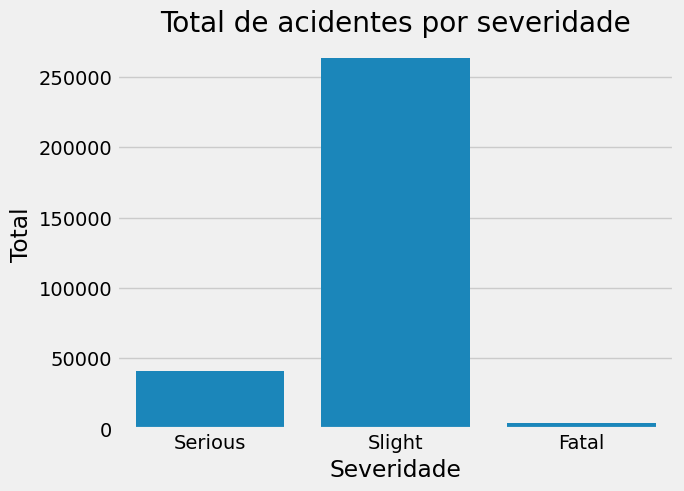 Total de acidentes por severidade
Total
250000
200000
150000
100000
50000
0
Serious Slight Fatal
Severidade